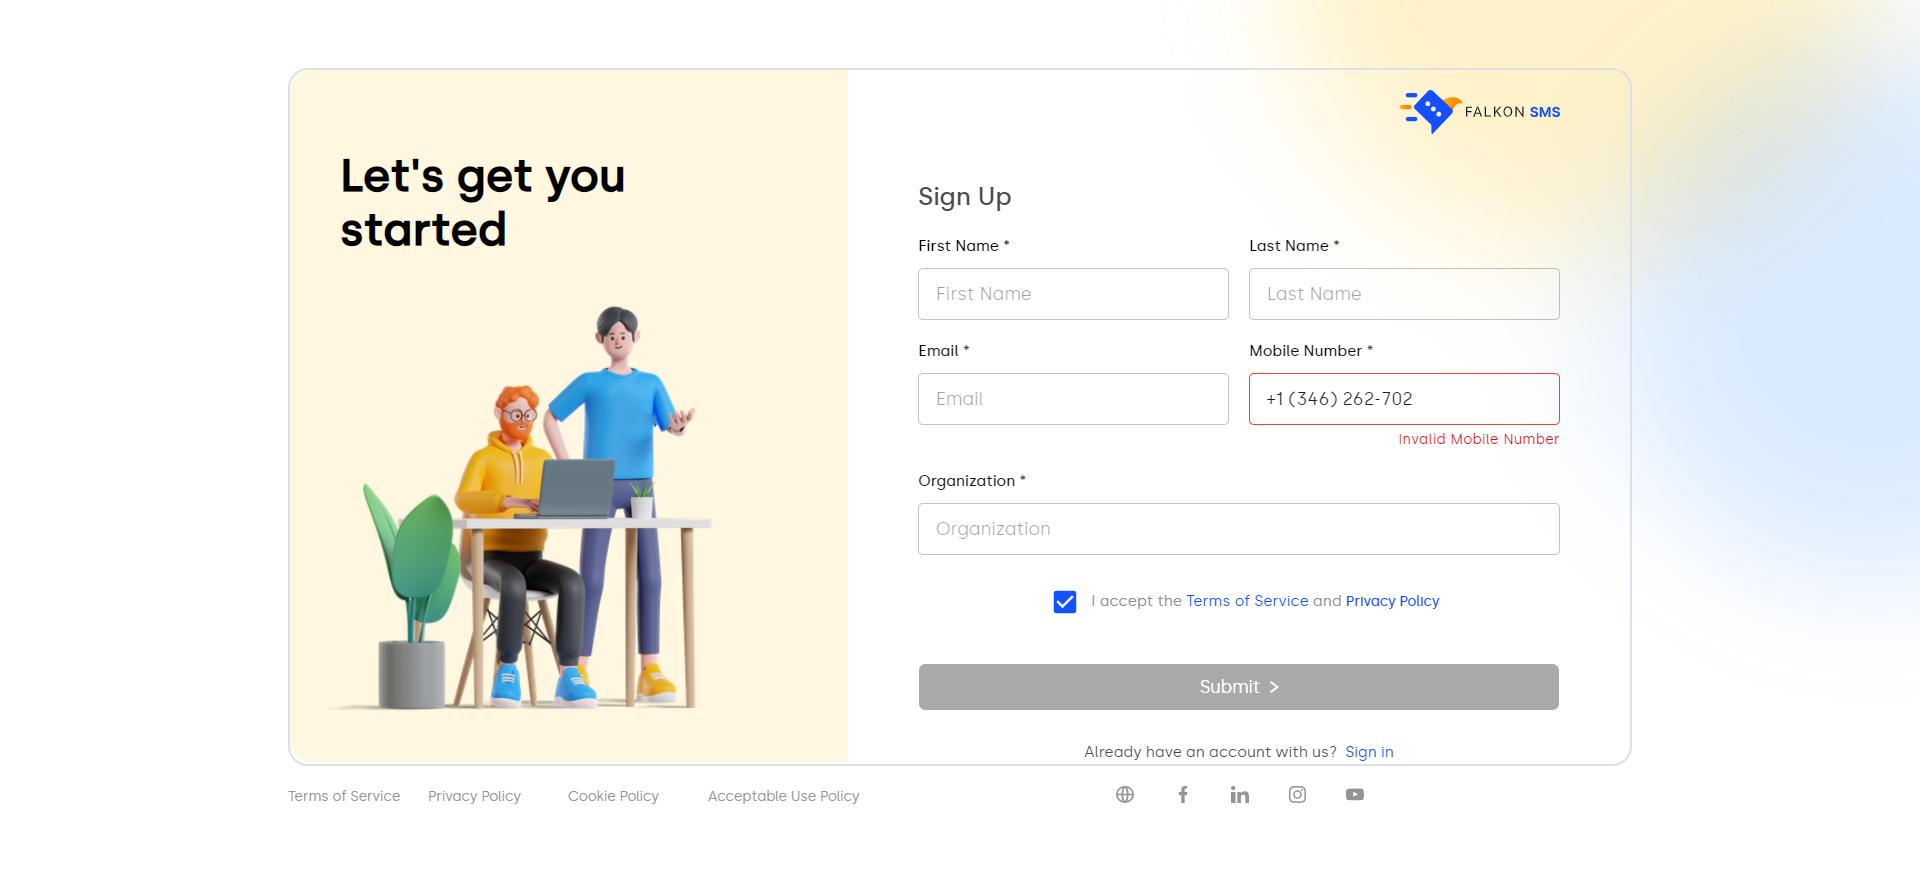 FALKON SMS
Let's get you
started
Sign Up
First Name *
Last Name *
First Name
Last Name
Email *
Mobile Number *
Email
+1 (346) 262-702
Invalid Mobile Number
Organization *
Organization
I accept the Terms of Service and Privacy Policy
Submit >
Already have an account with us? Sign in
Terms of Service
Privacy Policy
Cookie Policy
Acceptable Use Policy